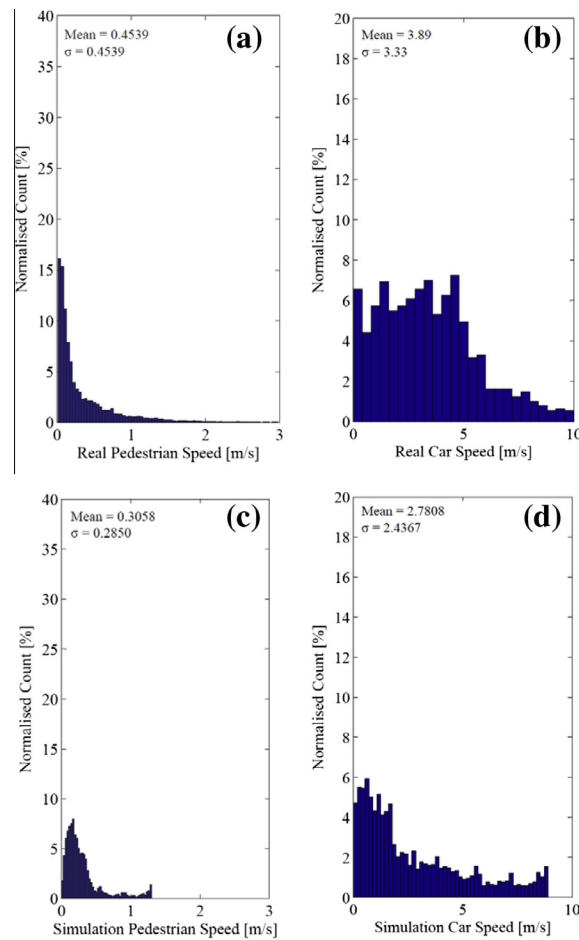 (a)
Mean = 0.4539
σ = 0.4539
40
35
30
25
20
15
10
5
0
Normalised Count [%]
0 1 2 3
Real Pedestrian Speed [m/s]
(b)
Mean = 3.89
σ = 3.33
20
18
16
14
12
10
8
6
4
2
0
Normalised Count [%]
0 5 10
Real Car Speed [m/s]
(c)
Mean = 0.3058
σ = 0.2850
40
35
30
25
20
15
10
5
0
Normalised Count [%]
0 1 2 3
Simulation Pedestrian Speed [m/s]
(d)
Mean = 2.7808
σ = 2.4367
20
18
16
14
12
10
8
6
4
2
0
Normalised Count [%]
0 5 10
Simulation Car Speed [m/s]